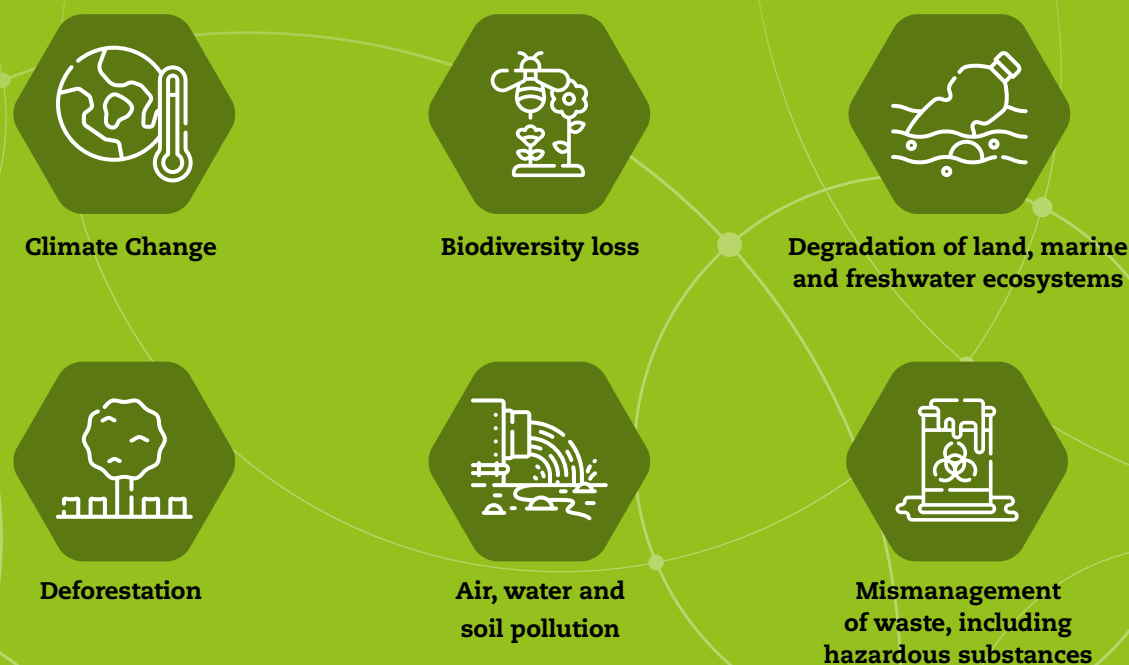 Climate Change
Biodiversity loss
Degradation of land, marine
and freshwater ecosystems
Deforestation
Air, water and
soil pollution
Mismanagement
of waste, including
hazardous substances